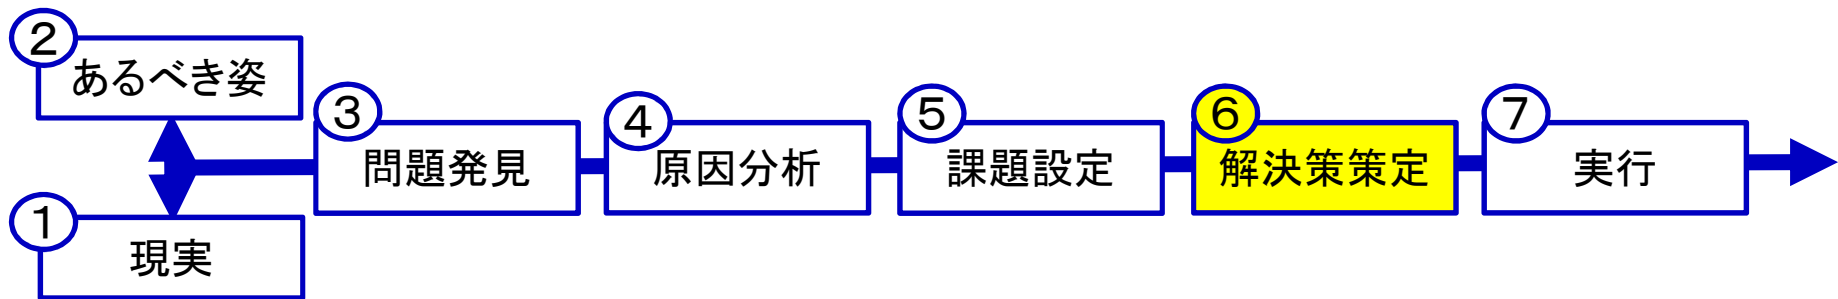 ②
あるべき姿
①
現実
③
問題発見
④
原因分析
⑤
課題設定
⑥
解決策策定
⑦
実行